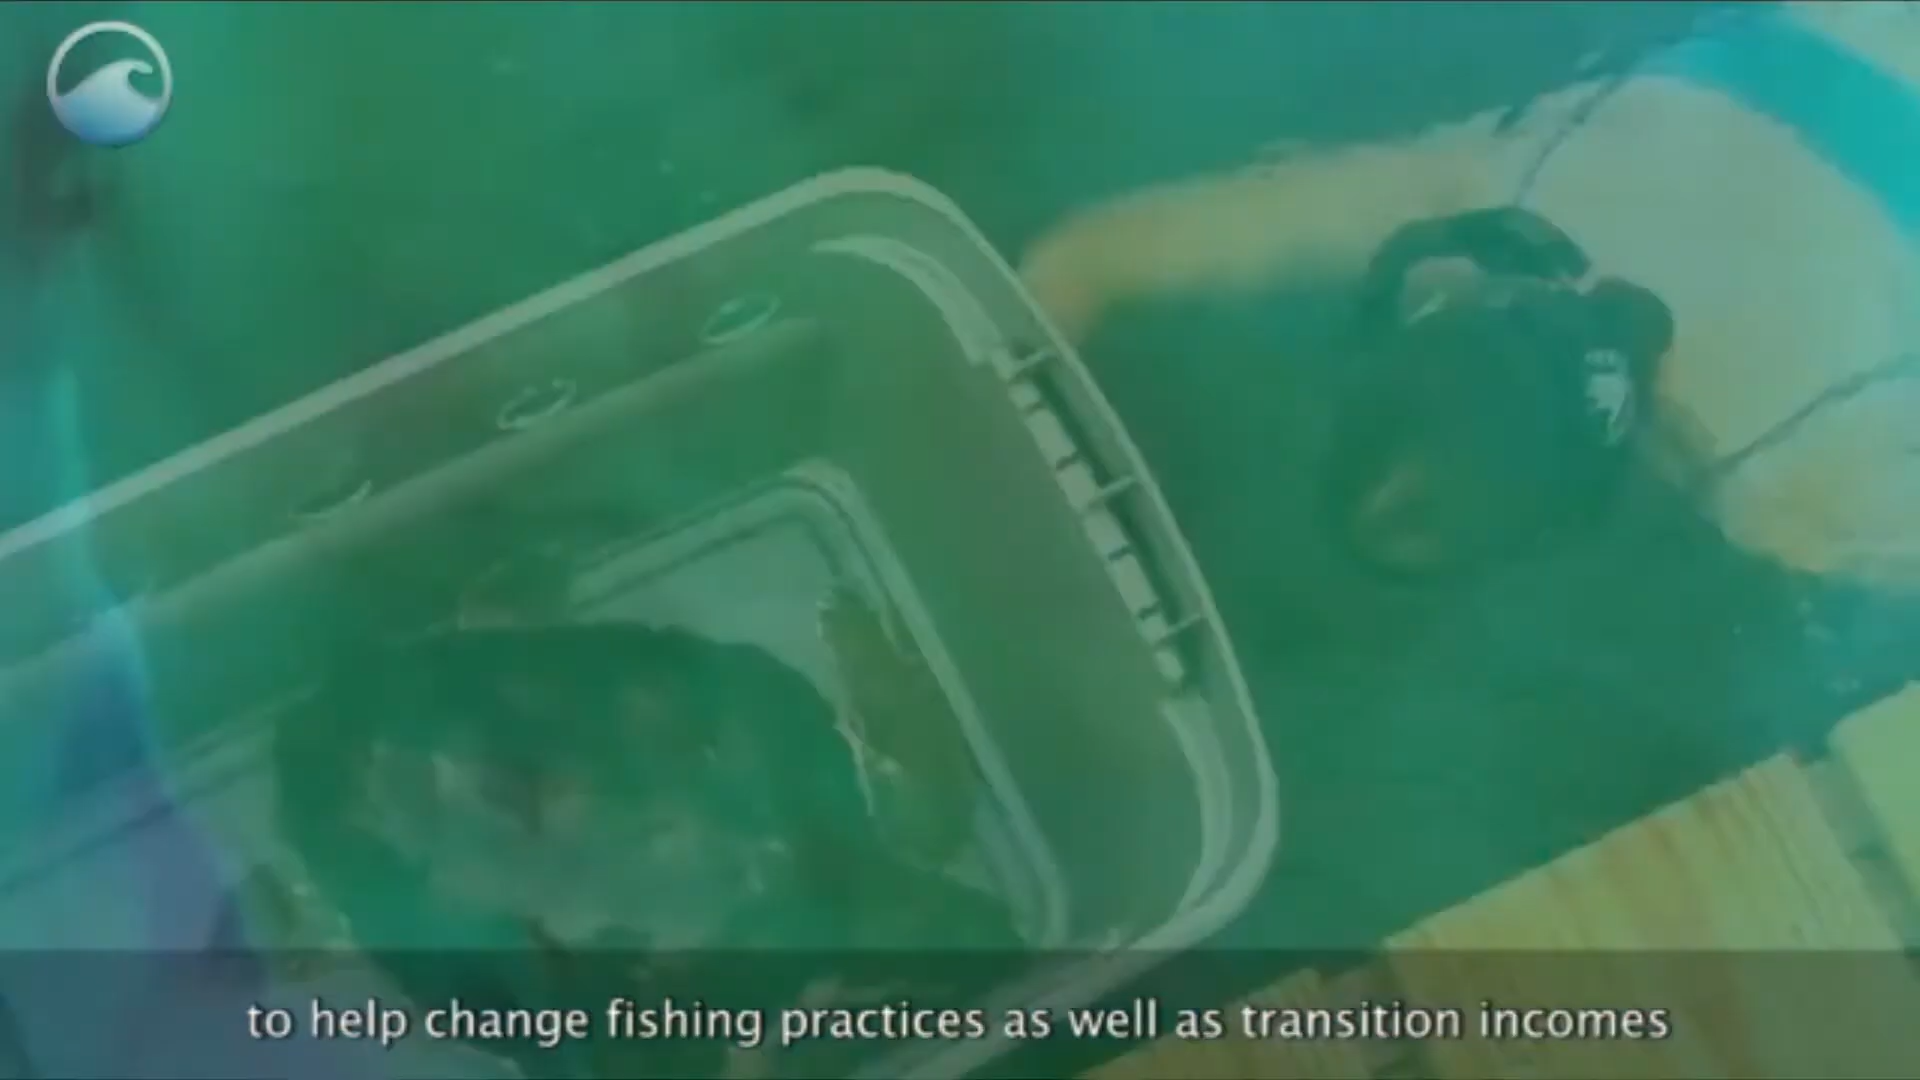 to help change fishing practices as well as transition incomes